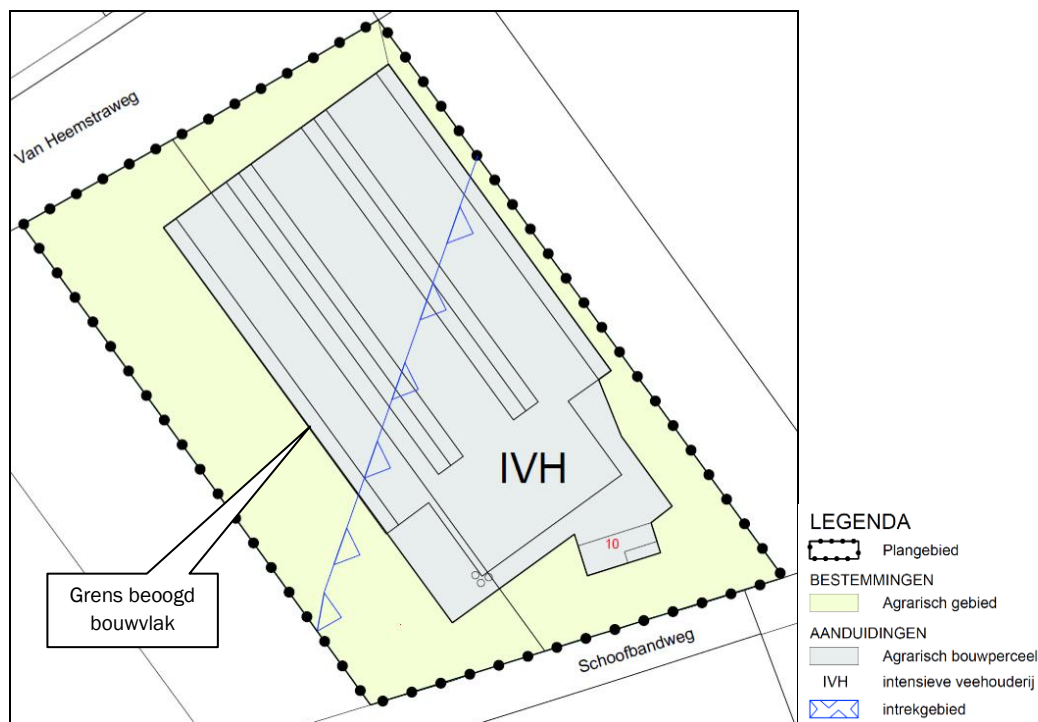 Van Heemstraweg
IVH
10
Grens beoogd
bouwvlak
Schoofbandweg
LEGENDA
Plangebied
BESTEMMINGEN
Agrarisch gebied
AANDUIDINGEN
Agrarisch bouwperceel
IVH intensieve veehouderij
intrekgebied